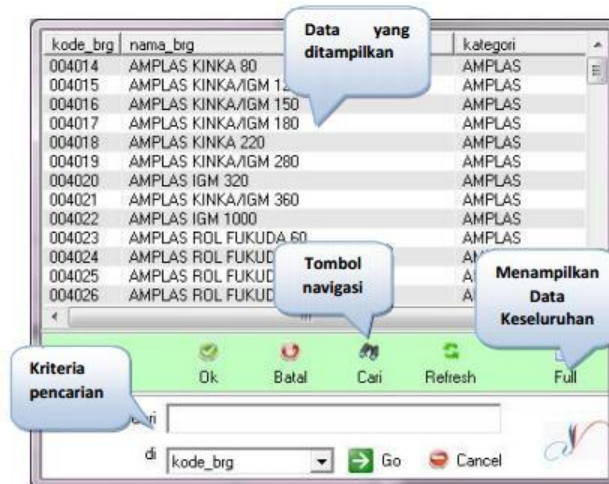 kode_brg nama_brg kategori
Data yang
ditampilkan
004014 AMPLAS KINKA 80 AMPLAS
004015 AMPLAS KINKA/IGM AMPLAS
004016 AMPLAS KINKA/IGM 150 AMPLAS
004017 AMPLAS KINKA/IGM 180 AMPLAS
004018 AMPLAS KINKA 220 AMPLAS
004019 AMPLAS KINKA/IGM 280 AMPLAS
004020 AMPLAS IGM 320 AMPLAS
004021 AMPLAS KINKA/IGM 360 AMPLAS
004022 AMPLAS IGM 1000 AMPLAS
004023 AMPLAS ROL FUKUDA 60 AMPLAS
004024 AMPLAS ROL
004025 AMPLAS ROL
004026 AMPLAS ROL
Tombol
navigasi
Menampilkan
Data
Keseluruhan
Ok Batal Cari Refresh Full
Kriteria
pencarian
di kode_brg Go Cancel